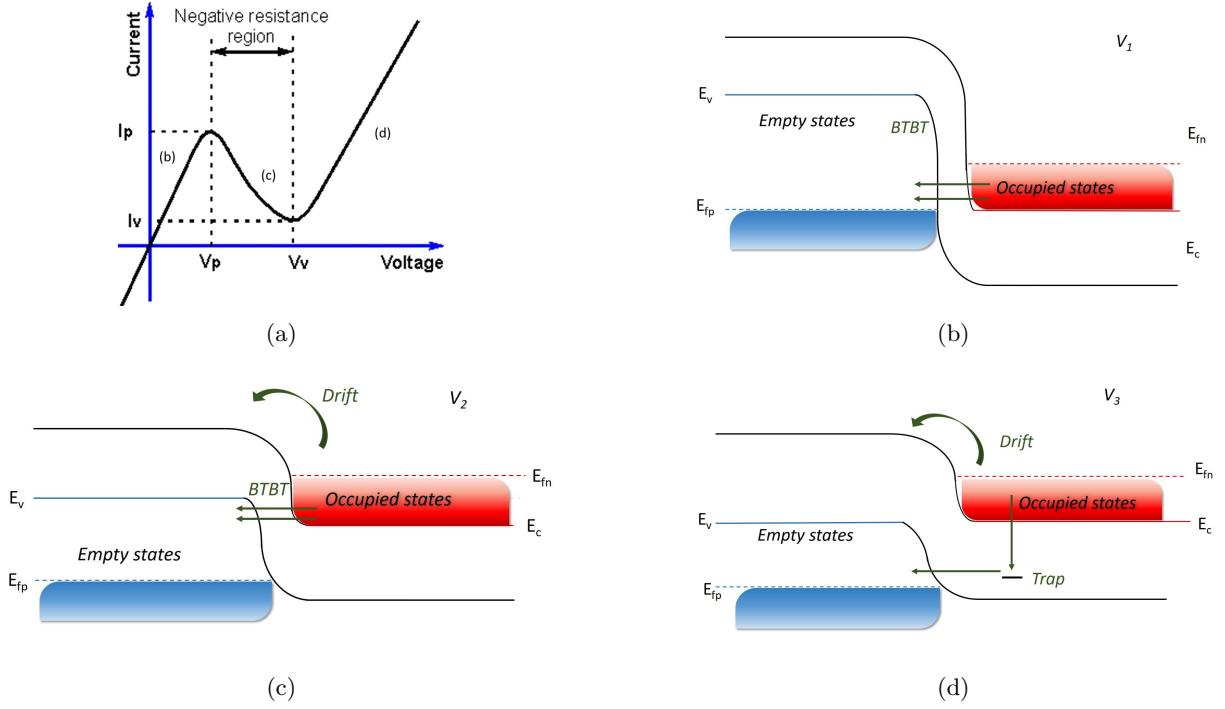 Negative resistance
region
Current
Ip
(b)
(c)
(d)
Iv
Vp
Vv
Voltage
(a)
V1
Ev
Empty states
BTBT
Efn
Occupied states
Efp
Ec
(b)
Drift
V2
Efn
Ev
BTBT
Occupied states
Ec
Empty states
Efp
(c)
V3
Drift
Efn
Occupied states
Ev
Ec
Empty states
Trap
Efp
(d)